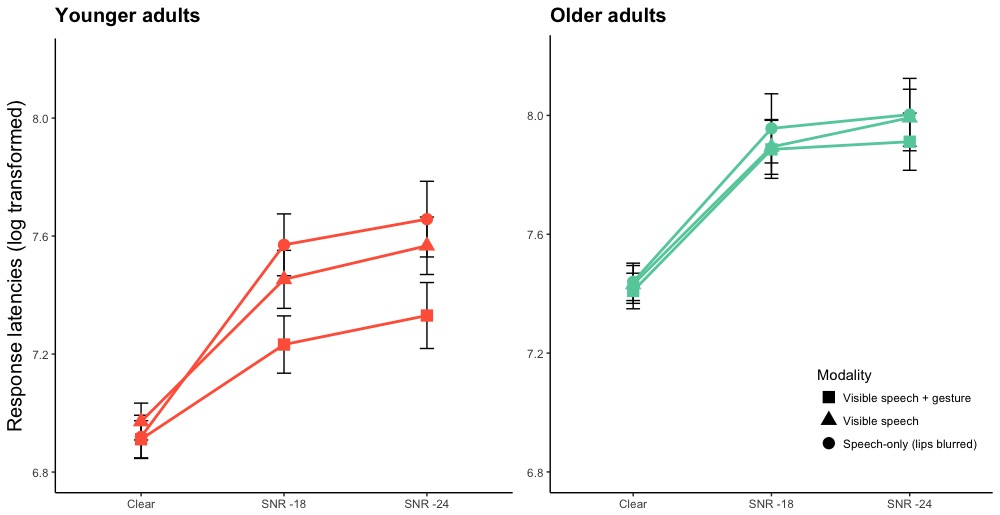 Younger adults
Older adults
Response latencies (log transformed)
8.0
7.6
7.2
6.8
Clear
SNR -18
SNR -24
8.0
7.6
7.2
6.8
Clear
SNR -18
SNR -24
Modality
Visible speech + gesture
Visible speech
Speech-only (lips blurred)